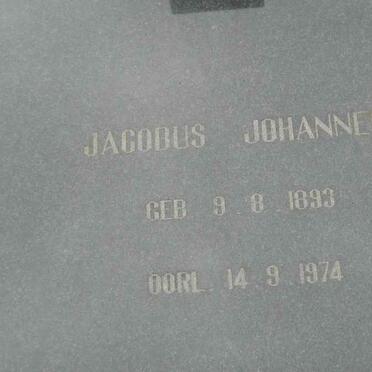 JACOBUS JOHANNE
GEB 9.8.1893
OORL. 14.9.1974